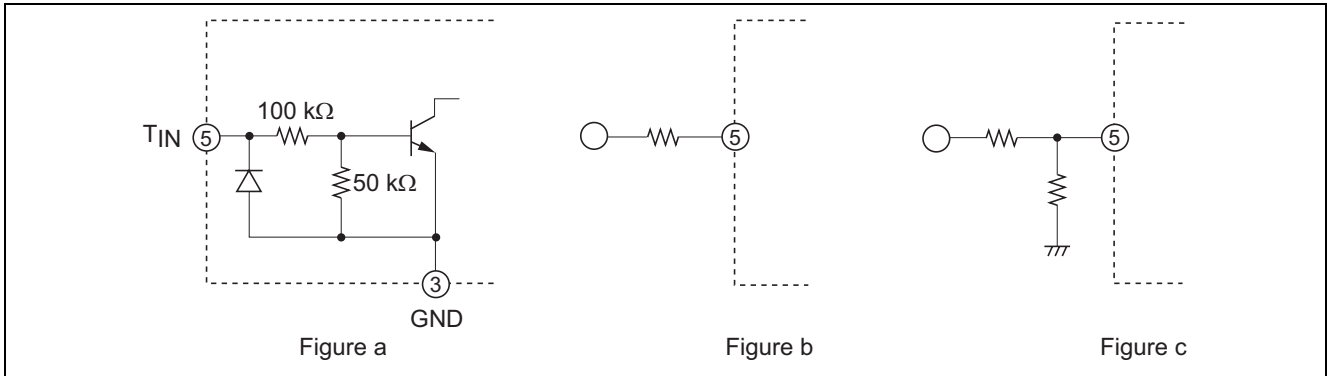 100 kΩ
TIN 5
50 kΩ
3
GND
Figure a
5
Figure b
5
Figure c